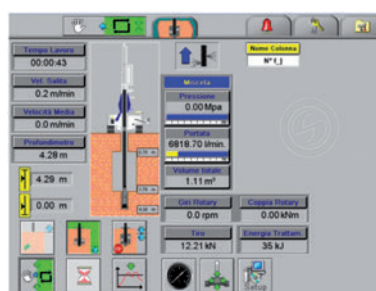 Tempo Lavoro
00:00:43
Vel. Salita
0.2 m/min
Velocità Media
0.0 m/min
Profondimetro
4.28 m
4.29 m
0.00 m
Nome Colonna
N° f_)
Miscela
Pressione
0.00 Mpa
Portata
6818.70 l/min.
Volume totale
1.11 m³
Giri Rotary
0.0 rpm
Coppia Rotary
0.00 kNm
Tiro
12.21 kN
Energia Trattam.
35 kJ